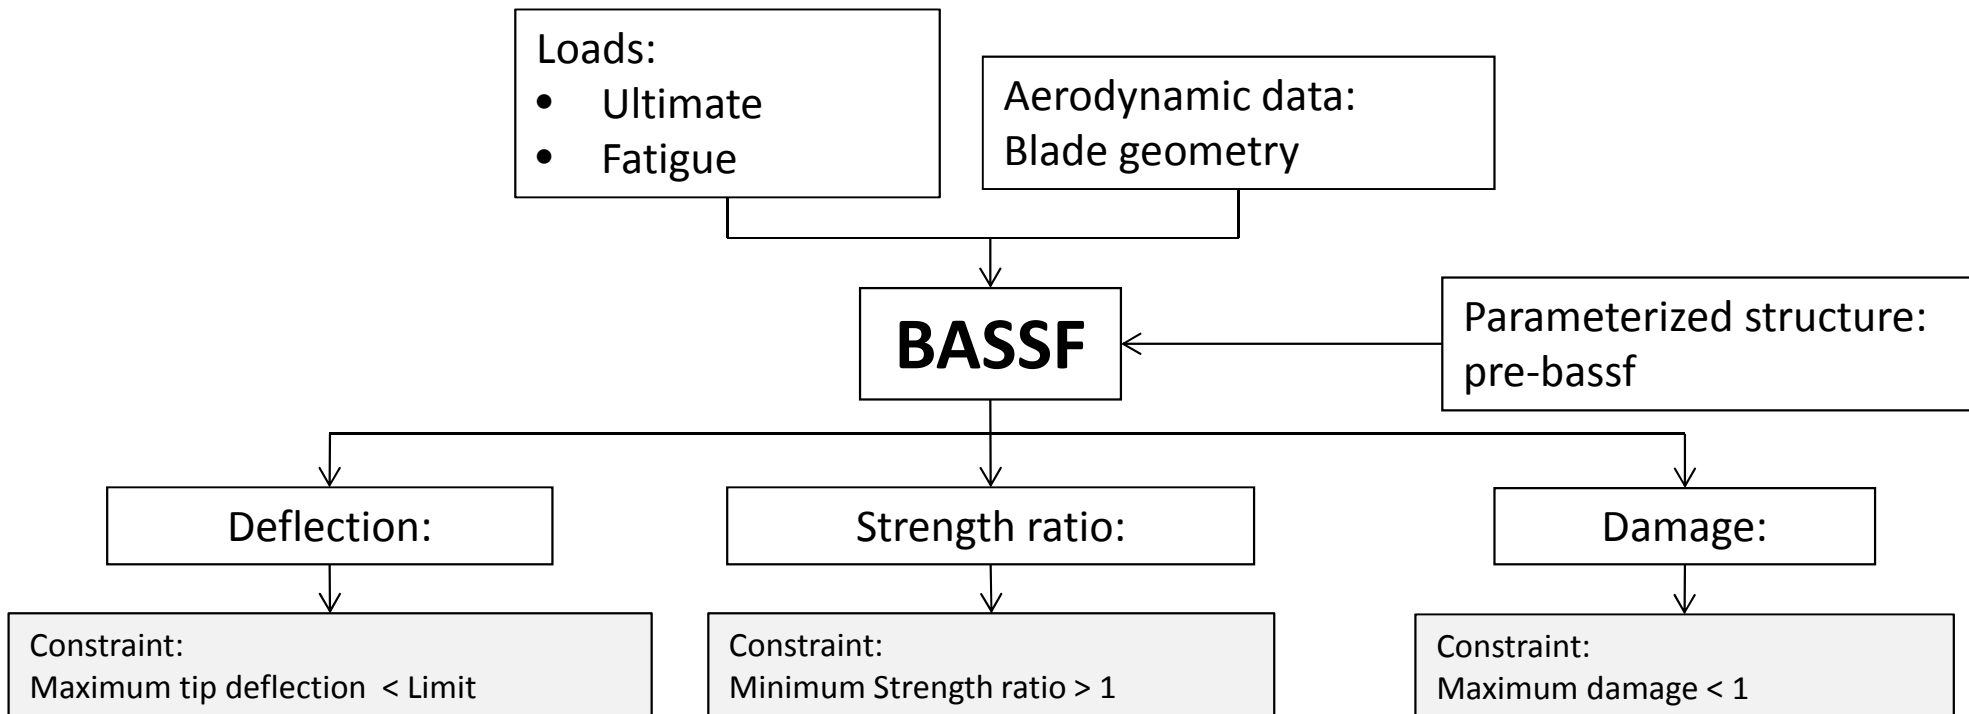 Loads:
• Ultimate
• Fatigue
Aerodynamic data:
Blade geometry
BASSF
Parameterized structure:
pre-bassf
Deflection:
Strength ratio:
Damage:
Constraint:
Maximum tip deflection < Limit
Constraint:
Minimum Strength ratio > 1
Constraint:
Maximum damage < 1